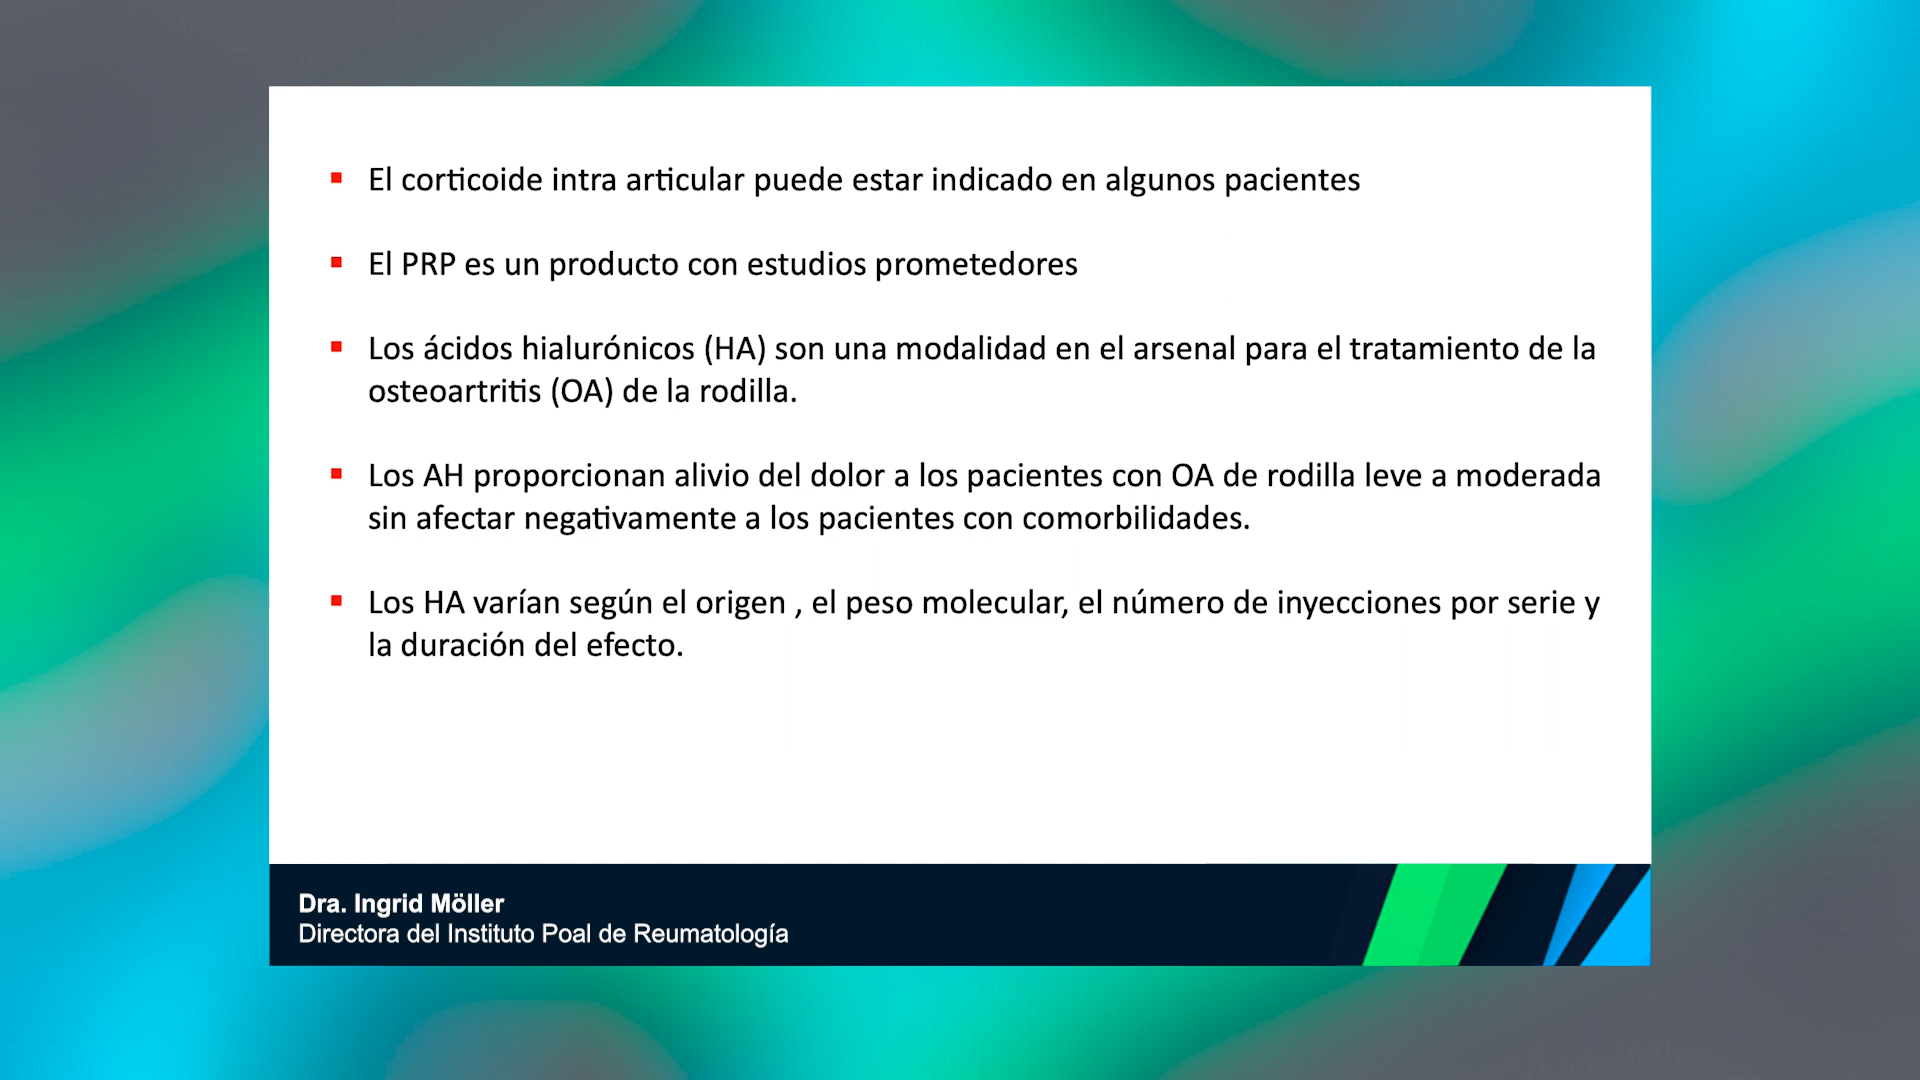 El corticoide intra articular puede estar indicado en algunos pacientes
El PRP es un producto con estudios prometedores
Los ácidos hialurónicos (HA) son una modalidad en el arsenal para el tratamiento de la
osteoartritis (OA) de la rodilla.
Los AH proporcionan alivio del dolor a los pacientes con OA de rodilla leve a moderada
sin afectar negativamente a los pacientes con comorbilidades.
Los HA varían según el origen , el peso molecular, el número de inyecciones por serie y
la duración del efecto.
Dra. Ingrid Möller
Directora del Instituto Poal de Reumatología